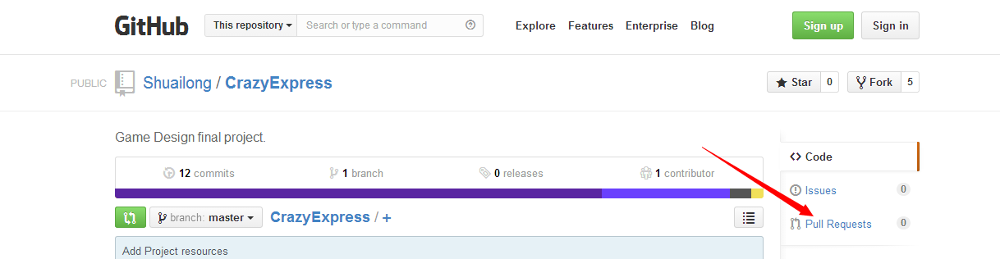 GitHub This repository Search or type a command Explore Features Enterprise Blog Sign up Sign in
PUBLIC Shuailong / CrazyExpress Star 0 Fork 5
Game Design final project.
Code
12 commits 1 branch 0 releases 1 contributor
Issues 0
branch: master CrazyExpress / +
Pull Requests 0
Add Project resources